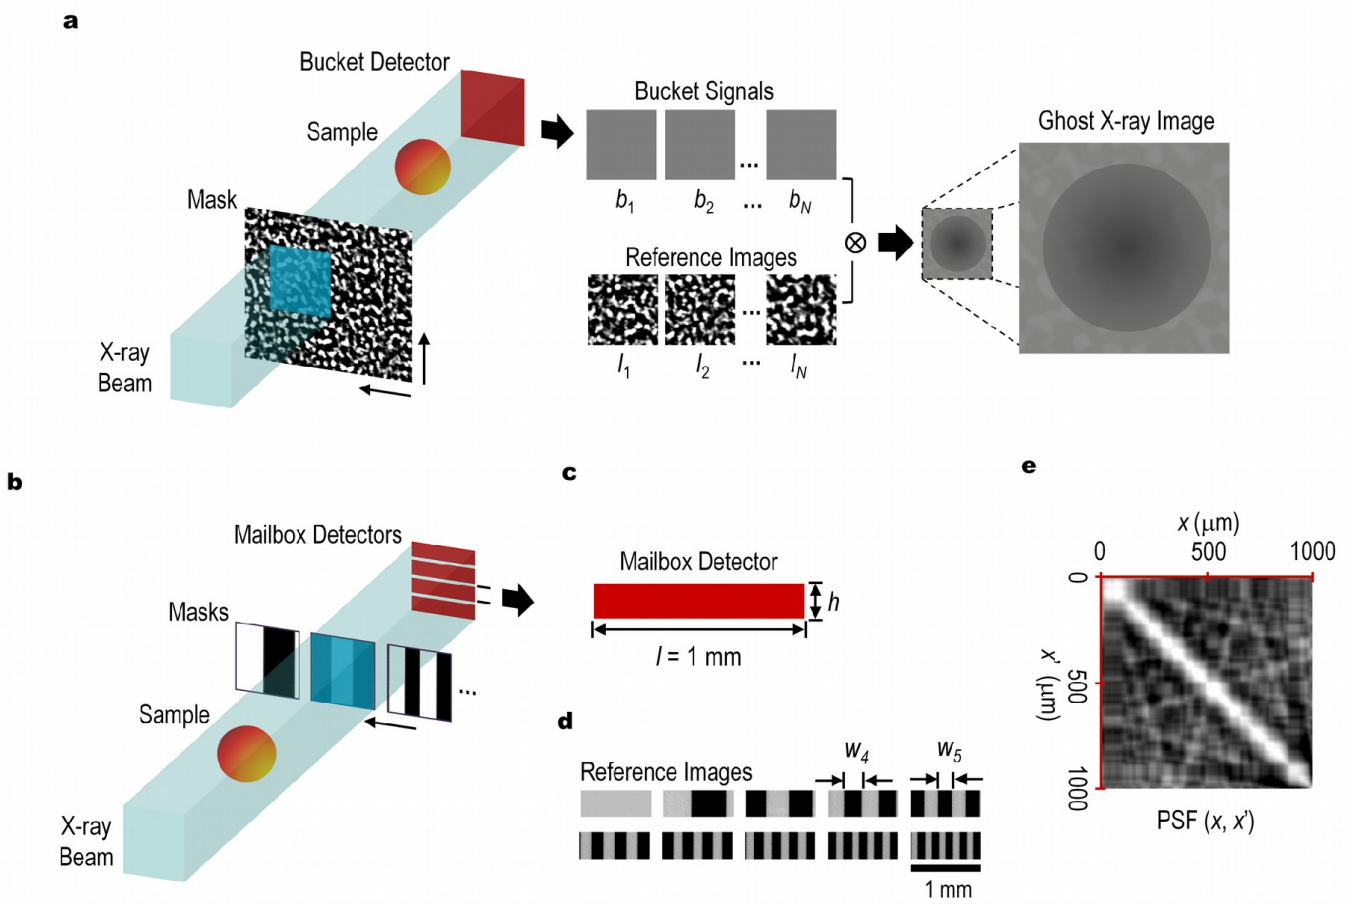 a
Bucket Detector
Sample
Mask
X-ray
Beam
Bucket Signals
b1 b2 ... bN
Reference Images
I1 I2 ... IN
⊗
Ghost X-ray Image
b
Mailbox Detectors
Masks
...
Sample
X-ray
Beam
c
Mailbox Detector
h
l = 1 mm
d
Reference Images
w4 w5
1 mm
e
x (μm)
0 500 1000
0
500
1000
x' (μm)
PSF (x, x’)